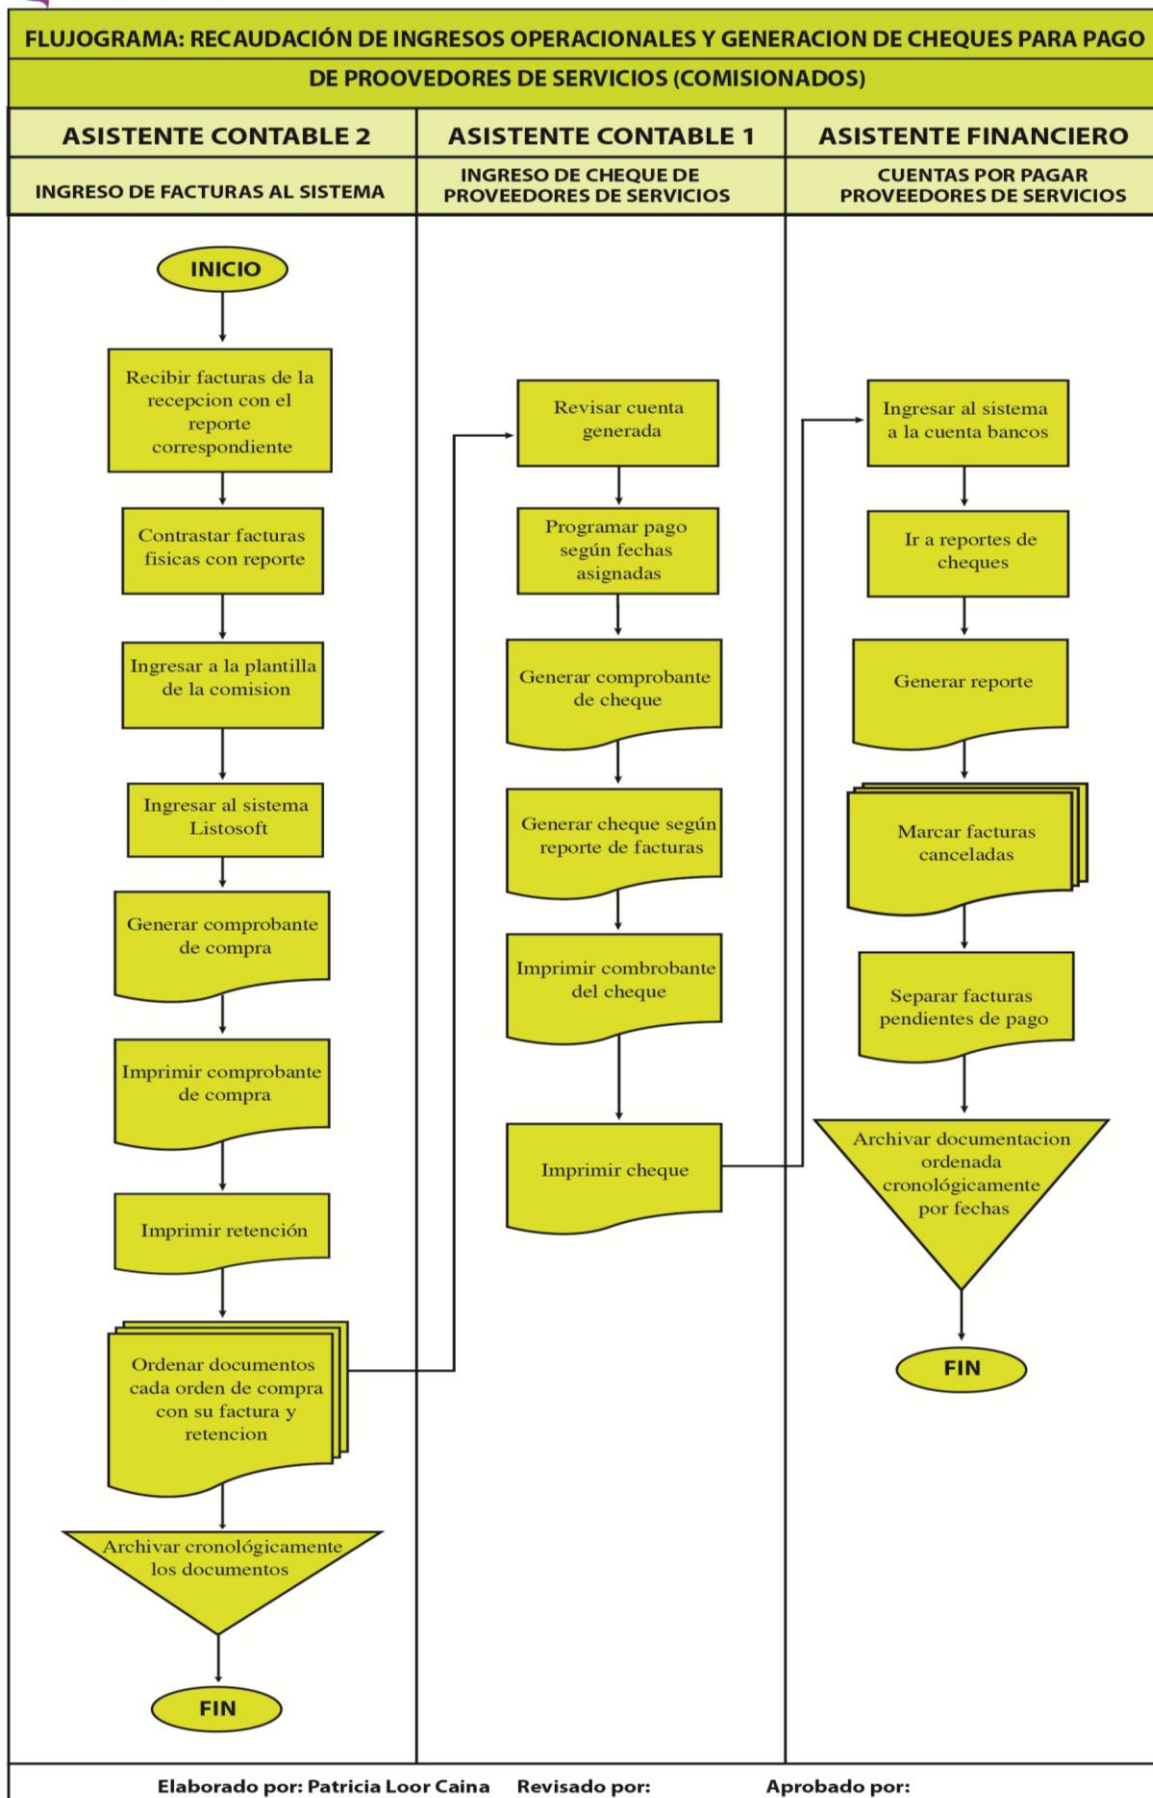 FLUJOGRAMA: RECAUDACIÓN DE INGRESOS OPERACIONALES Y GENERACION DE CHEQUES PARA PAGO
DE PROOVEDORES DE SERVICIOS (COMISIONADOS)
ASISTENTE CONTABLE 2
INGRESO DE FACTURAS AL SISTEMA
INICIO
Recibir facturas de la
recepcion con el
reporte
correspondiente
Contrastar facturas
fisicas con reporte
Ingresar a la plantilla
de la comision
Ingresar al sistema
Listosoft
Generar comprobante
de compra
Imprimir comprobante
de compra
Imprimir retención
Ordenar documentos
cada orden de compra
con su factura y
retencion
Archivar cronológicamente
los documentos
FIN
ASISTENTE CONTABLE 1
INGRESO DE CHEQUE DE
PROVEEDORES DE SERVICIOS
Revisar cuenta
generada
Programar pago
según fechas
asignadas
Generar comprobante
de cheque
Generar cheque según
reporte de facturas
Imprimir combrobante
del cheque
Imprimir cheque
ASISTENTE FINANCIERO
CUENTAS POR PAGAR
PROVEEDORES DE SERVICIOS
Ingresar al sistema
a la cuenta bancos
Ir a reportes de
cheques
Generar reporte
Marcar facturas
canceladas
Separar facturas
pendientes de pago
Archivar documentacion
ordenada
cronológicamente
por fechas
FIN
Elaborado por: Patricia Loor Caina Revisado por: Aprobado por: